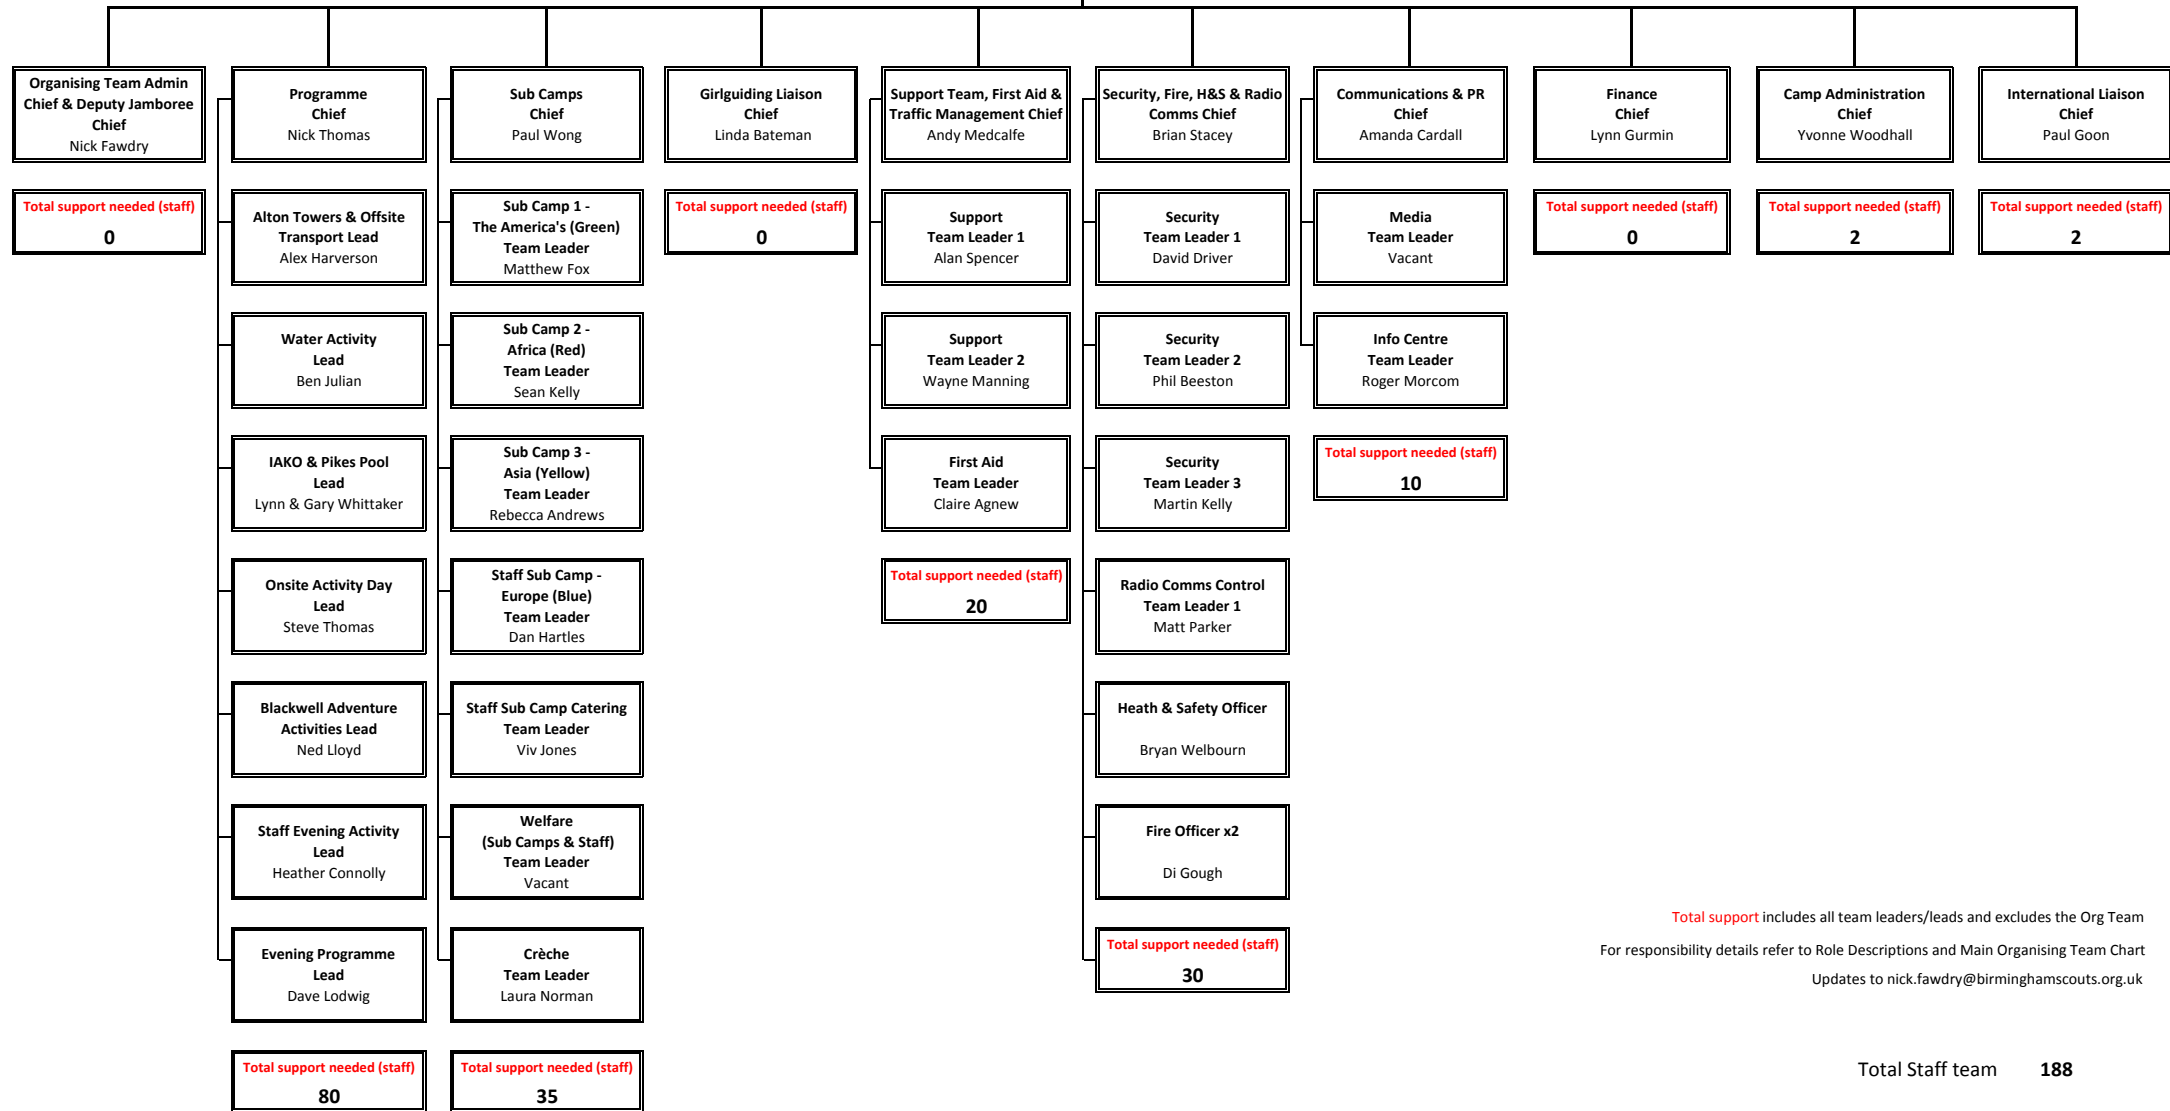 Organising Team Admin
Chief & Deputy Jamboree
Chief
Nick Fawdry
Total support needed (staff)
0
Programme
Chief
Nick Thomas
Alton Towers & Offsite
Transport Lead
Alex Harverson
Water Activity
Lead
Ben Julian
IAKO & Pikes Pool
Lead
Lynn & Gary Whittaker
Onsite Activity Day
Lead
Steve Thomas
Blackwell Adventure
Activities Lead
Ned Lloyd
Staff Evening Activity
Lead
Heather Connolly
Evening Programme
Lead
Dave Lodwig
Total support needed (staff)
80
Sub Camps
Chief
Paul Wong
Sub Camp 1 -
The America's (Green)
Team Leader
Matthew Fox
Sub Camp 2 -
Africa (Red)
Team Leader
Sean Kelly
Sub Camp 3 -
Asia (Yellow)
Team Leader
Rebecca Andrews
Staff Sub Camp -
Europe (Blue)
Team Leader
Dan Hartles
Staff Sub Camp Catering
Team Leader
Viv Jones
Welfare
(Sub Camps & Staff)
Team Leader
Vacant
Crèche
Team Leader
Laura Norman
Total support needed (staff)
35
Girlguiding Liaison
Chief
Linda Bateman
Total support needed (staff)
0
Support Team, First Aid &
Traffic Management Chief
Andy Medcalfe
Support
Team Leader 1
Alan Spencer
Support
Team Leader 2
Wayne Manning
First Aid
Team Leader
Claire Agnew
Total support needed (staff)
20
Security, Fire, H&S & Radio
Comms Chief
Brian Stacey
Security
Team Leader 1
David Driver
Security
Team Leader 2
Phil Beeston
Security
Team Leader 3
Martin Kelly
Radio Comms Control
Team Leader 1
Matt Parker
Heath & Safety Officer
Bryan Welbourn
Fire Officer x2
Di Gough
Total support needed (staff)
30
Communications & PR
Chief
Amanda Cardall
Media
Team Leader
Vacant
Info Centre
Team Leader
Roger Morcom
Total support needed (staff)
10
Finance
Chief
Lynn Gurmin
Total support needed (staff)
0
Camp Administration
Chief
Yvonne Woodhall
Total support needed (staff)
2
International Liaison
Chief
Paul Goon
Total support needed (staff)
2
Total support includes all team leaders/leads and excludes the Org Team
For responsibility details refer to Role Descriptions and Main Organising Team Chart
Updates to nick.fawdry@birminghamscouts.org.uk
Total Staff team 188